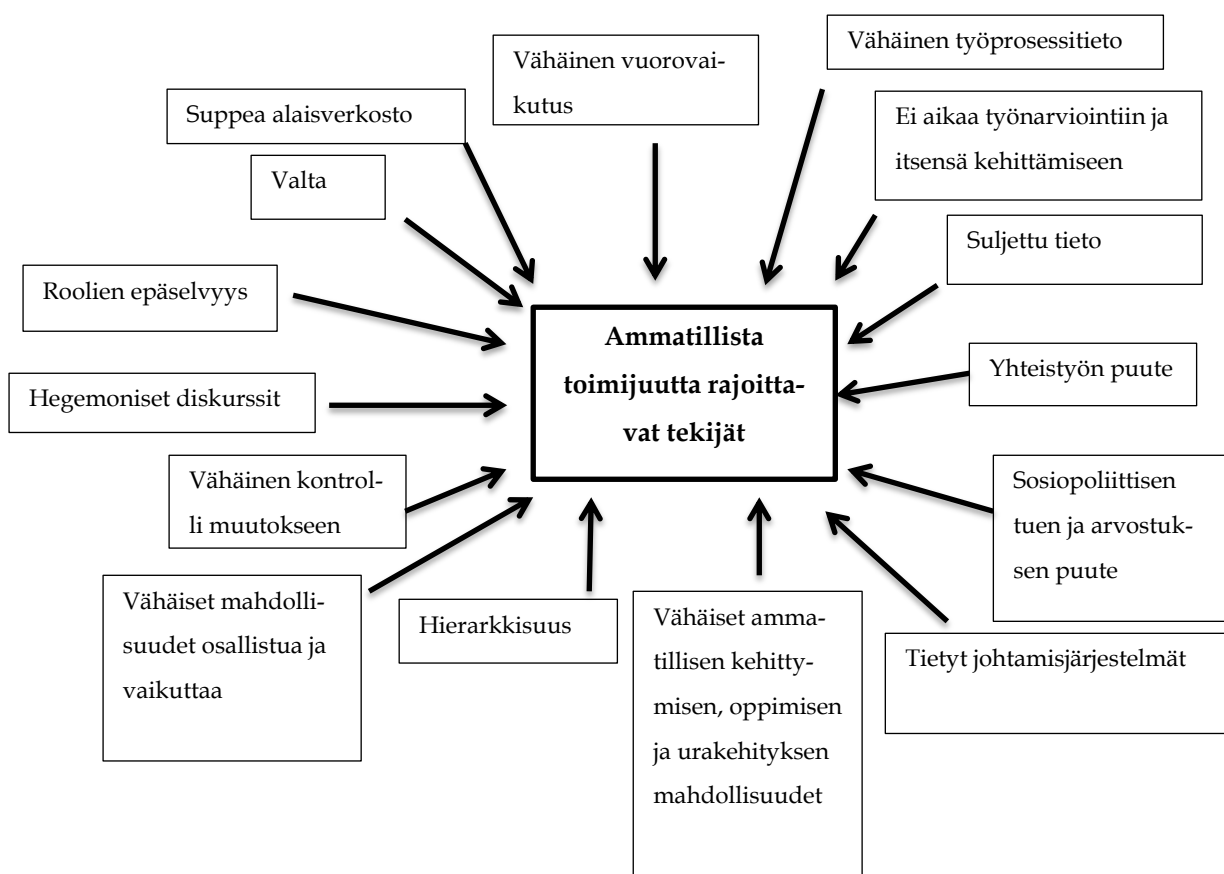 Vähäinen työprosessitieto
Vähäinen vuorovai-
kutus
Suppea alaisverkosto
Ei aikaa työnarviointiin ja
itsensä kehittämiseen
Valta
Suljettu tieto
Roolien epäselvyys
Ammatillista
toimijuutta rajoitta-
vat tekijät
Yhteistyön puute
Hegemoniset diskurssit
Vähäinen kontrol-
li muutokseen
Sosiopoliittisen
tuen ja arvostuk-
sen puute
Vähäiset mahdolli-
suudet osallistua ja
vaikuttaa
Hierarkkisuus
Vähäiset amma-
tillisen kehitty-
misen, oppimisen
ja urakehityksen
mahdollisuudet
Tietyt johtamisjärjestelmät